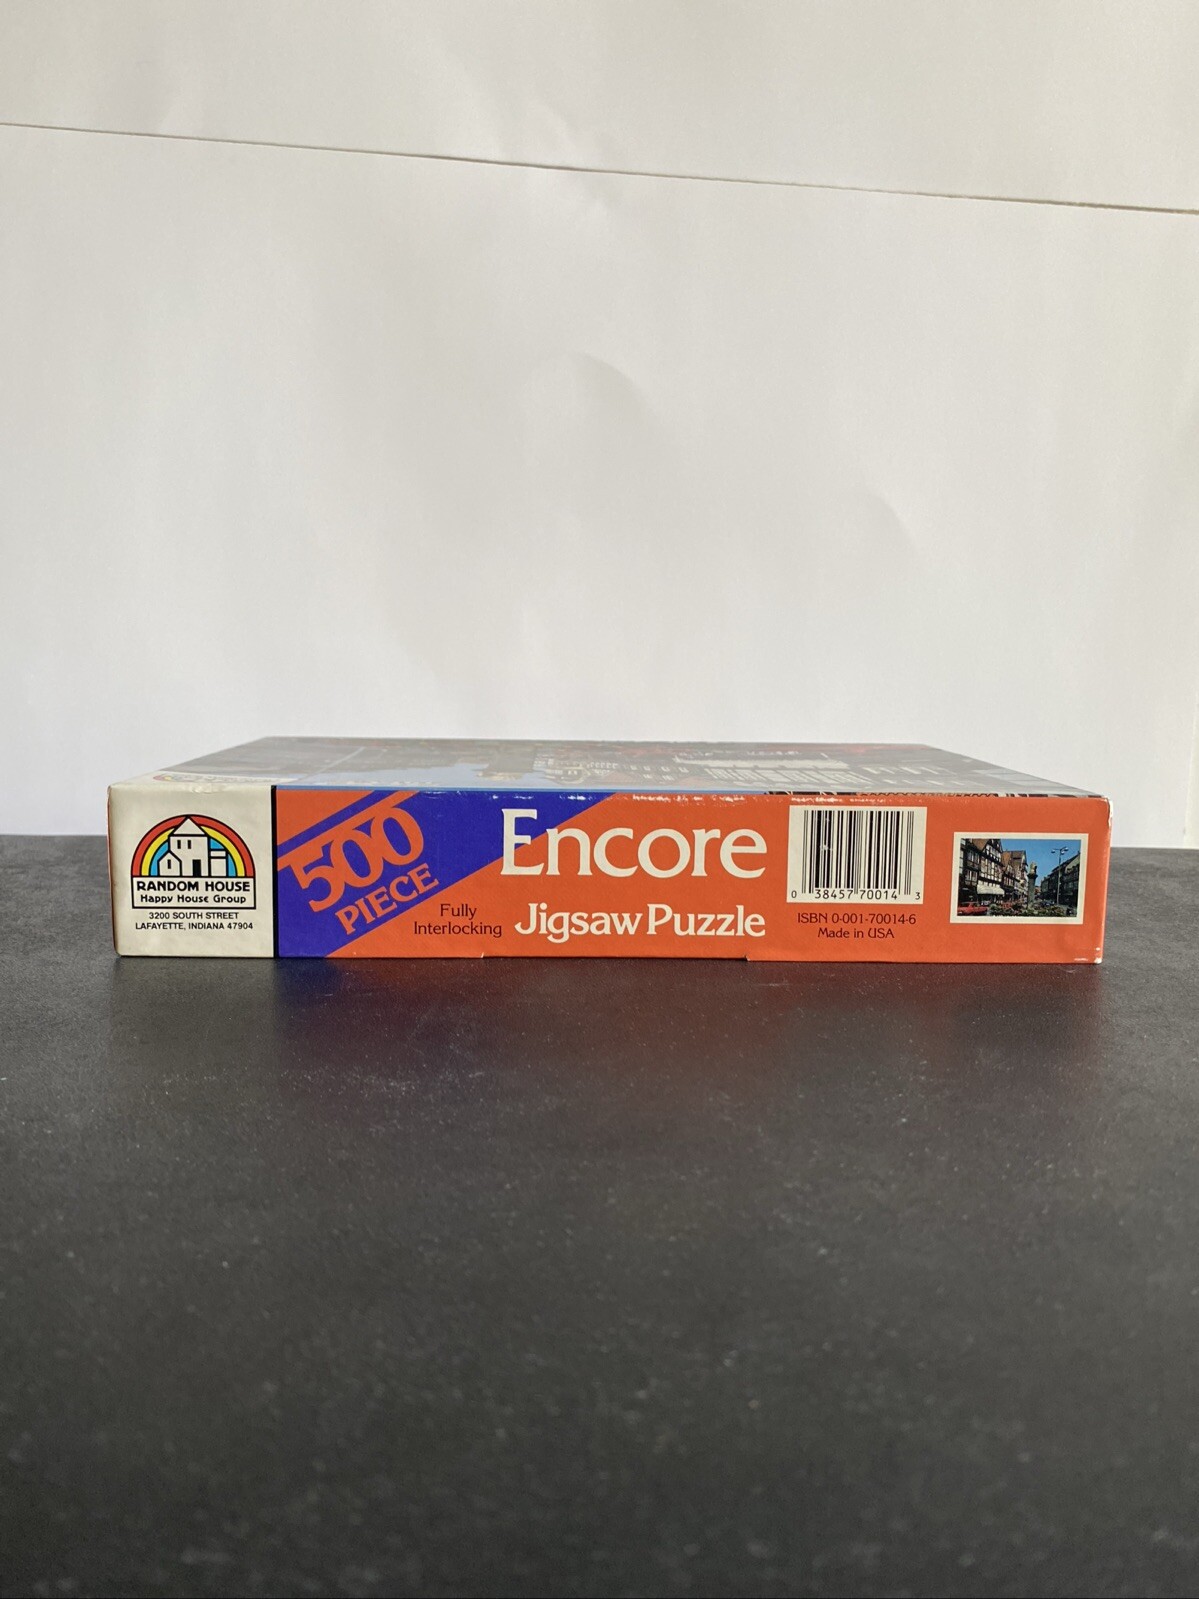 RANDOM HOUSE
Happy House Group
3200 SOUTH STREET
LAFAYETTE, INDIANA 47904
500
PIECE
Fully
Interlocking
Encore
Jigsaw Puzzle
0 38457 70014 3
ISBN 0-001-70014-6
Made in USA